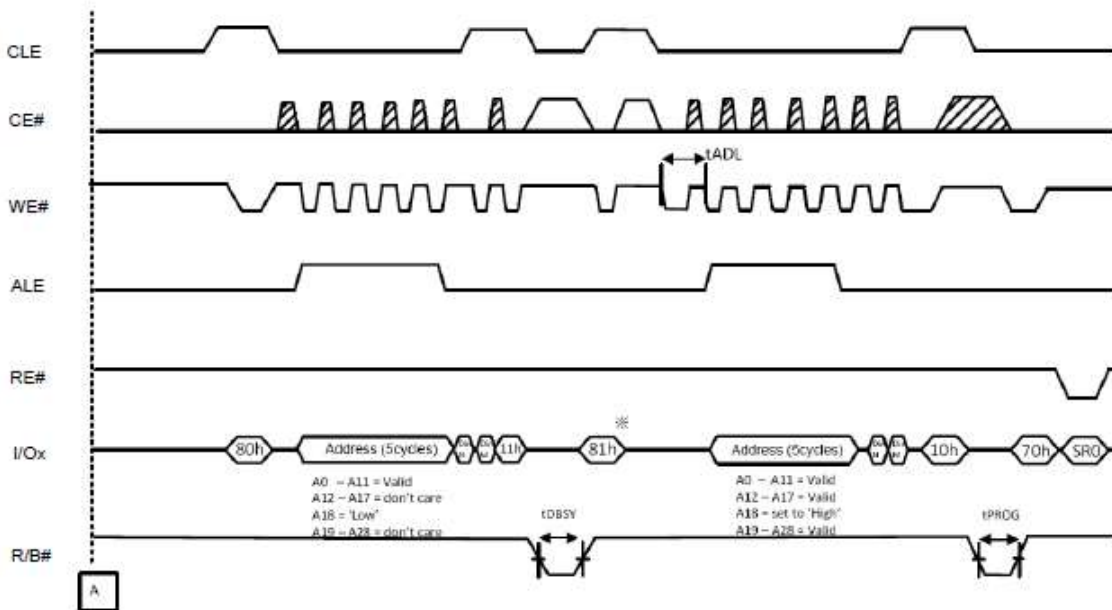 CLE
CE#
tADL
WE#
ALE
RE#
※
I/Ox
80h
Address (5cycles)
11h
81h
Address (5cycles)
10h
70h
SR0
A0 – A11 = Valid
A12 – A17 = don't care
A18 = 'Low'
A19 – A28 = don't care
tDBSY
A0 – A11 = Valid
A12 – A17 = Valid
A18 = set to 'High'
A19 – A28 = Valid
tPROG
R/B#
A